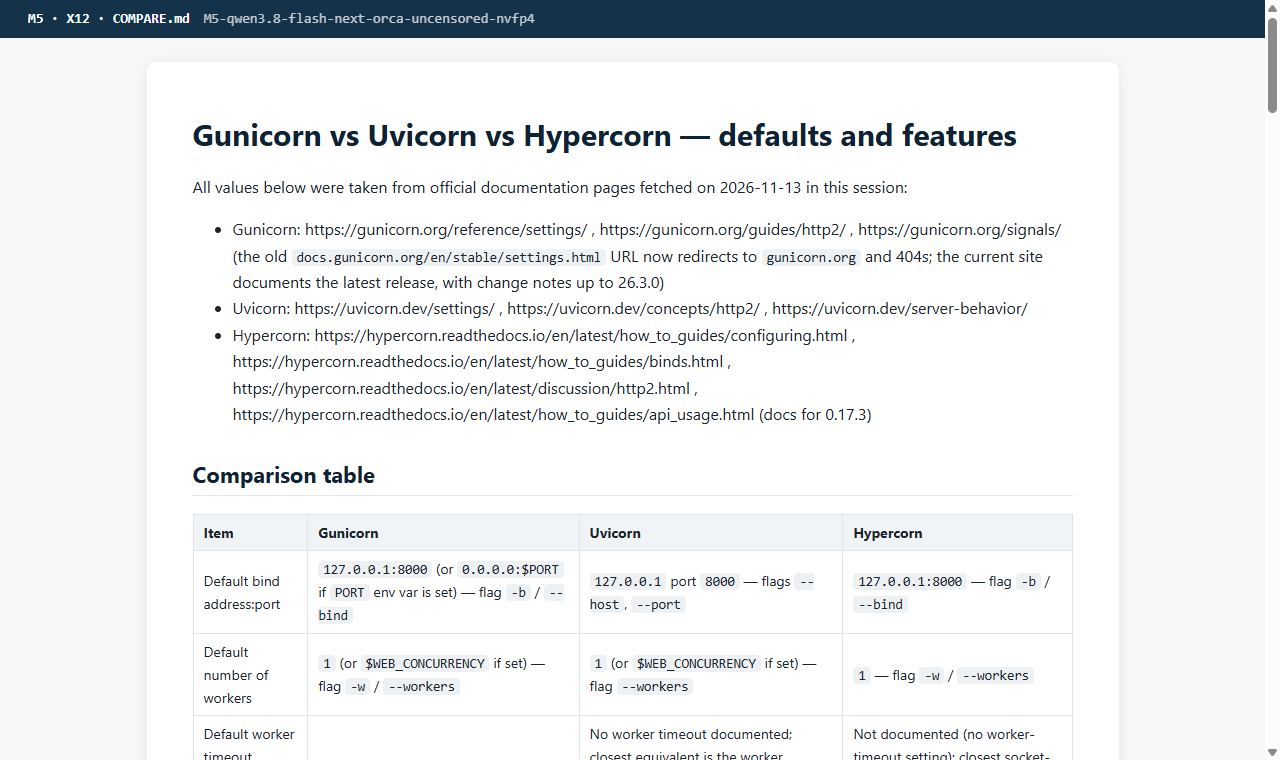 M5 · X12 · COMPARE.md M5-qwen3.8-flash-next-orca-uncensored-nvfp4
Gunicorn vs Uvicorn vs Hypercorn — defaults and features
All values below were taken from official documentation pages fetched on 2026-11-13 in this session:
• Gunicorn: https://gunicorn.org/reference/settings/ , https://gunicorn.org/guides/http2/ , https://gunicorn.org/signals/
(the old docs.gunicorn.org/en/stable/settings.html URL now redirects to gunicorn.org and 404s; the current site
documents the latest release, with change notes up to 26.3.0)
• Uvicorn: https://uvicorn.dev/settings/ , https://uvicorn.dev/concepts/http2/ , https://uvicorn.dev/server-behavior/
• Hypercorn: https://hypercorn.readthedocs.io/en/latest/how_to_guides/configuring.html ,
https://hypercorn.readthedocs.io/en/latest/how_to_guides/binds.html ,
https://hypercorn.readthedocs.io/en/latest/discussion/http2.html ,
https://hypercorn.readthedocs.io/en/latest/how_to_guides/api_usage.html (docs for 0.17.3)
Comparison table
Item Gunicorn Uvicorn Hypercorn
Default bind
address:port
127.0.0.1:8000 (or 0.0.0.0:$PORT
if PORT env var is set) — flag -b / --
bind
127.0.0.1 port 8000 — flags --
host , --port
127.0.0.1:8000 — flag -b /
--bind
Default
number of
workers
1 (or $WEB_CONCURRENCY if set) —
flag -w / --workers
1 (or $WEB_CONCURRENCY if set) —
flag --workers
1 — flag -w / --workers
Default worker
timeout
No worker timeout documented;
closest equivalent is the worker
Not documented (no worker-
timeout setting); closest socket-